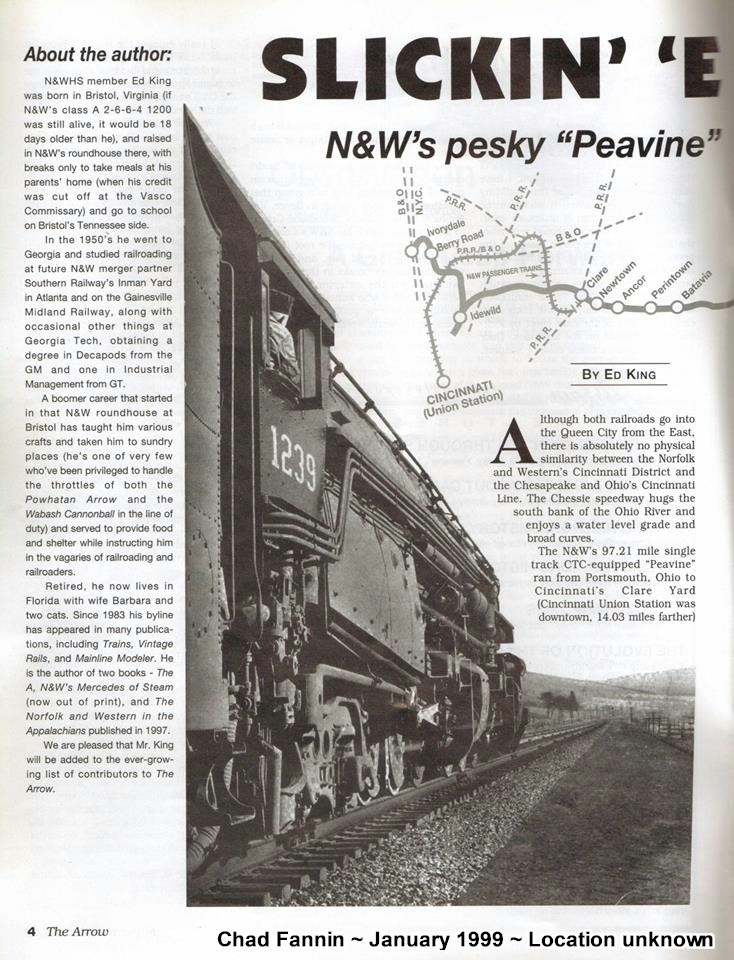 About the author:
N&WHS member Ed King
was born in Bristol, Virginia (if
N&W's class A 2-6-6-4 1200
was still alive, it would be 18
days older than he), and raised
in N&W's roundhouse there, with
breaks only to take meals at his
parents' home (when his credit
was cut off at the Vasco
Commissary) and go to school
on Bristol's Tennessee side.
In the 1950's he went to
Georgia and studied railroading
at future N&W merger partner
Southern Railway's Inman Yard
in Atlanta and on the Gainesville
Midland Railway, along with
occasional other things at
Georgia Tech, obtaining a
degree in Decapods from the
GM and one in Industrial
Management from GT.
A boomer career that started
in that N&W roundhouse at
Bristol has taught him various
crafts and taken him to sundry
places (he's one of very few
who've been privileged to handle
the throttles of both the
Powhatan Arrow and the
Wabash Cannonball in the line of
duty) and served to provide food
and shelter while instructing him
in the vagaries of railroading and
railroaders.
Retired, he now lives in
Florida with wife Barbara and
two cats. Since 1983 his byline
has appeared in many publica-
tions, including Trains, Vintage
Rails, and Mainline Modeler. He
is the author of two books - The
A, N&W's Mercedes of Steam
(now out of print), and The
Norfolk and Western in the
Appalachians published in 1997.
We are pleased that Mr. King
will be added to the ever-grow-
ing list of contributors to The
Arrow.
SLICKIN' 'E
N&W's pesky "Peavine"
B & O
N.Y.C.
P.R.R.
P.R.R.
P.R.R.
Ivorydale
Berry Road
P.R.R./B & O
B & O
N&W PASSENGER TRAINS
Clare
Newtown
Ancor
Perintown
Batavia
Idewild
P.R.R.
CINCINNATI
(Union Station)
BY ED KING
Although both railroads go into
the Queen City from the East,
there is absolutely no physical
similarity between the Norfolk
and Western's Cincinnati District and
the Chesapeake and Ohio's Cincinnati
Line. The Chessie speedway hugs the
south bank of the Ohio River and
enjoys a water level grade and
broad curves.
The N&W's 97.21 mile single
track CTC-equipped "Peavine"
ran from Portsmouth, Ohio to
Cincinnati's Clare Yard
(Cincinnati Union Station was
downtown, 14.03 miles farther)
1239
4 The Arrow
Chad Fannin ~ January 1999 ~ Location unknown